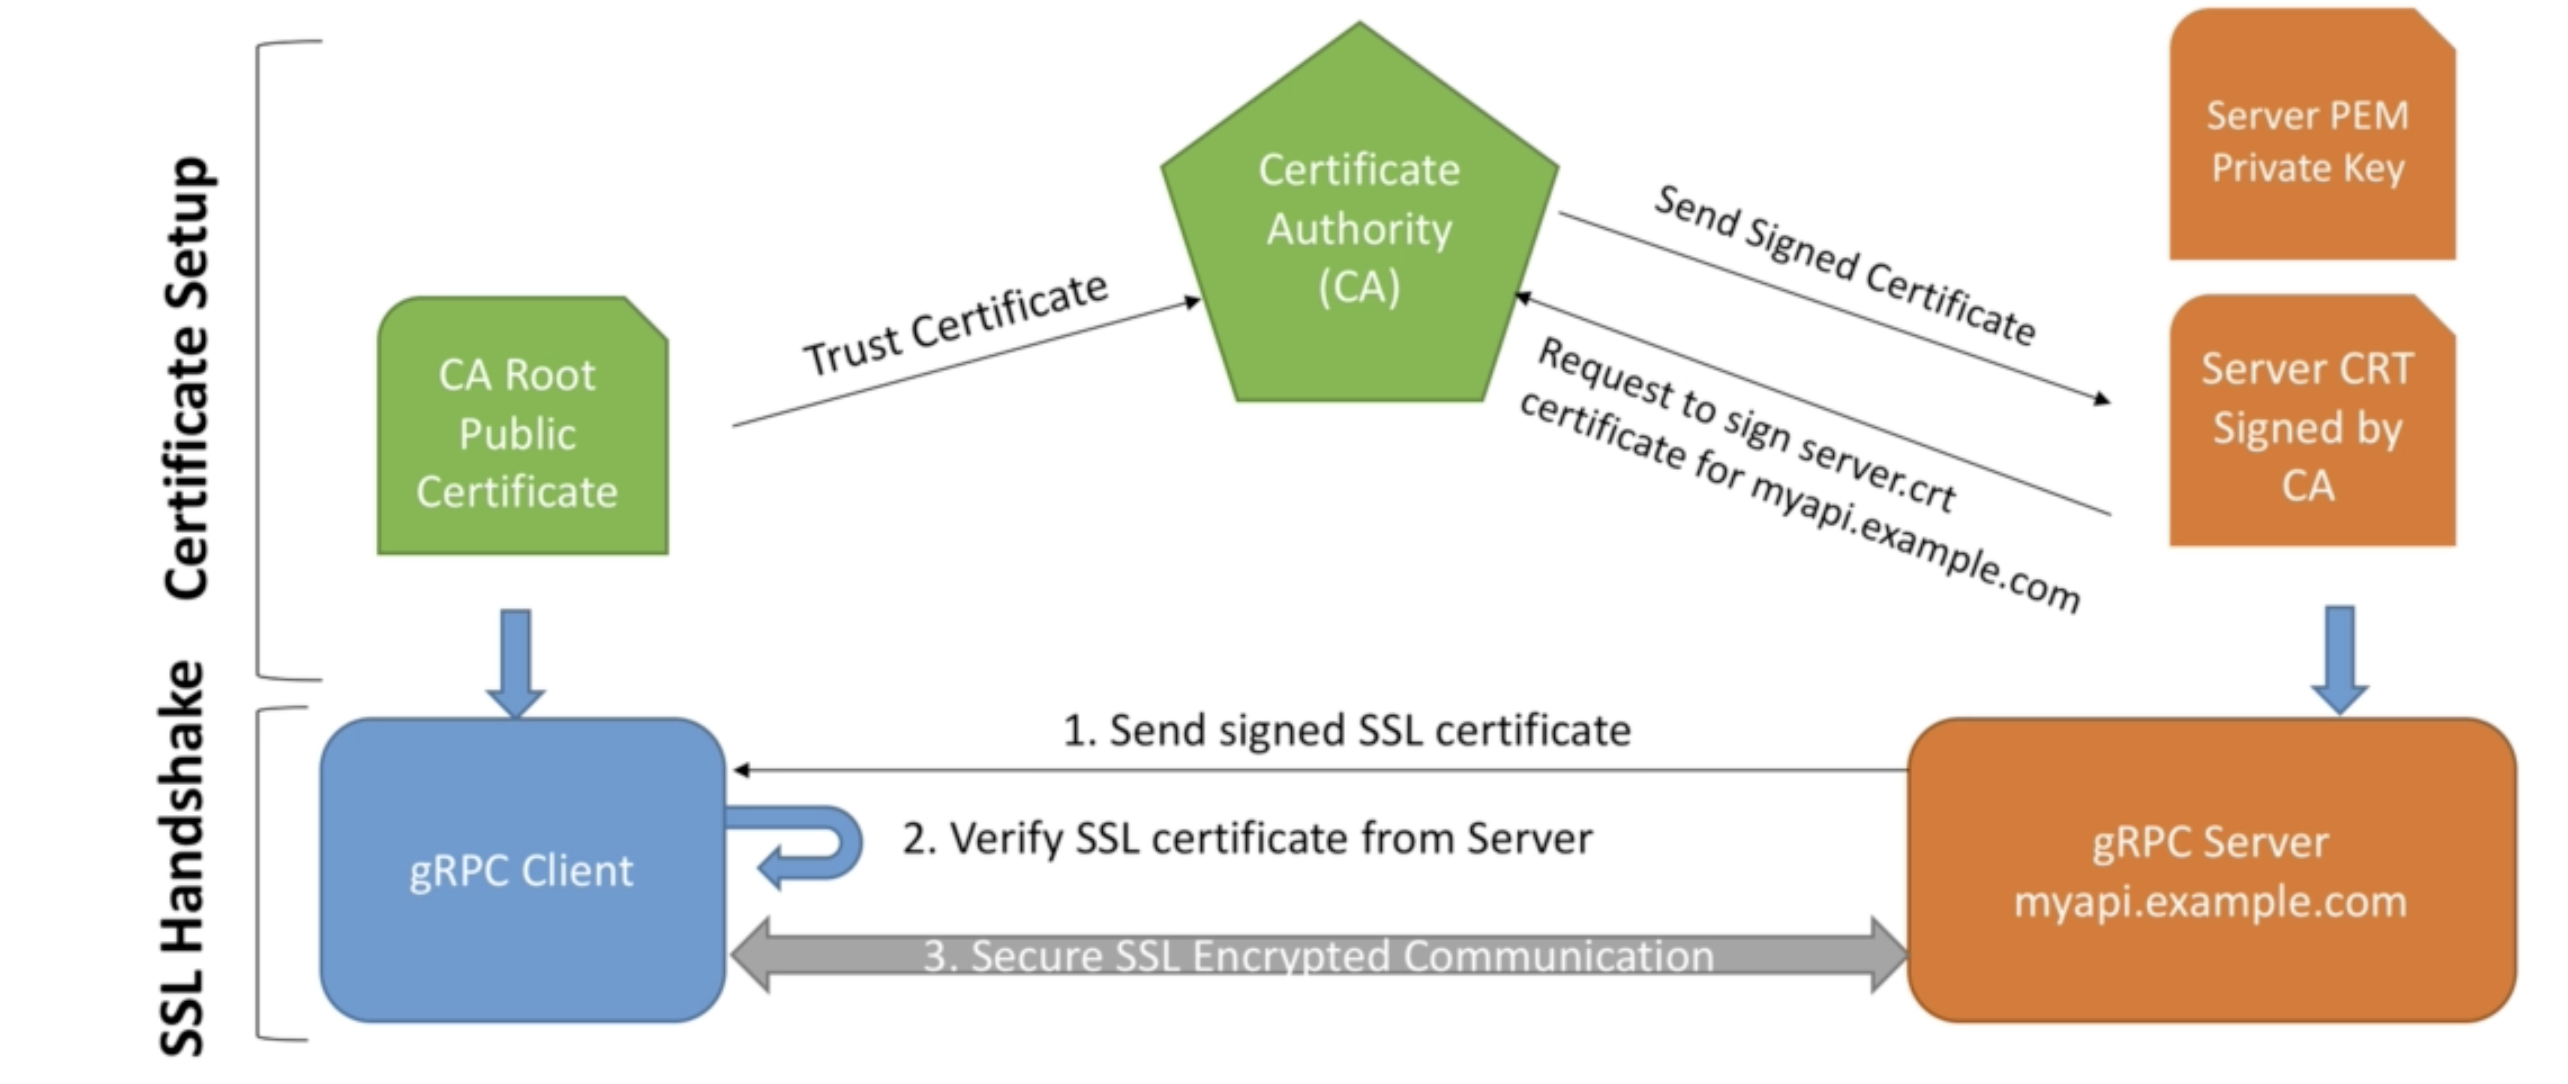 Certificate Setup
CA Root
Public
Certificate
Trust Certificate
Certificate
Authority
(CA)
Send Signed Certificate
Request to sign server.crt
certificate for myapi.example.com
Server PEM
Private Key
Server CRT
Signed by
CA
SSL Handshake
gRPC Client
1. Send signed SSL certificate
2. Verify SSL certificate from Server
3. Secure SSL Encrypted Communication
gRPC Server
myapi.example.com